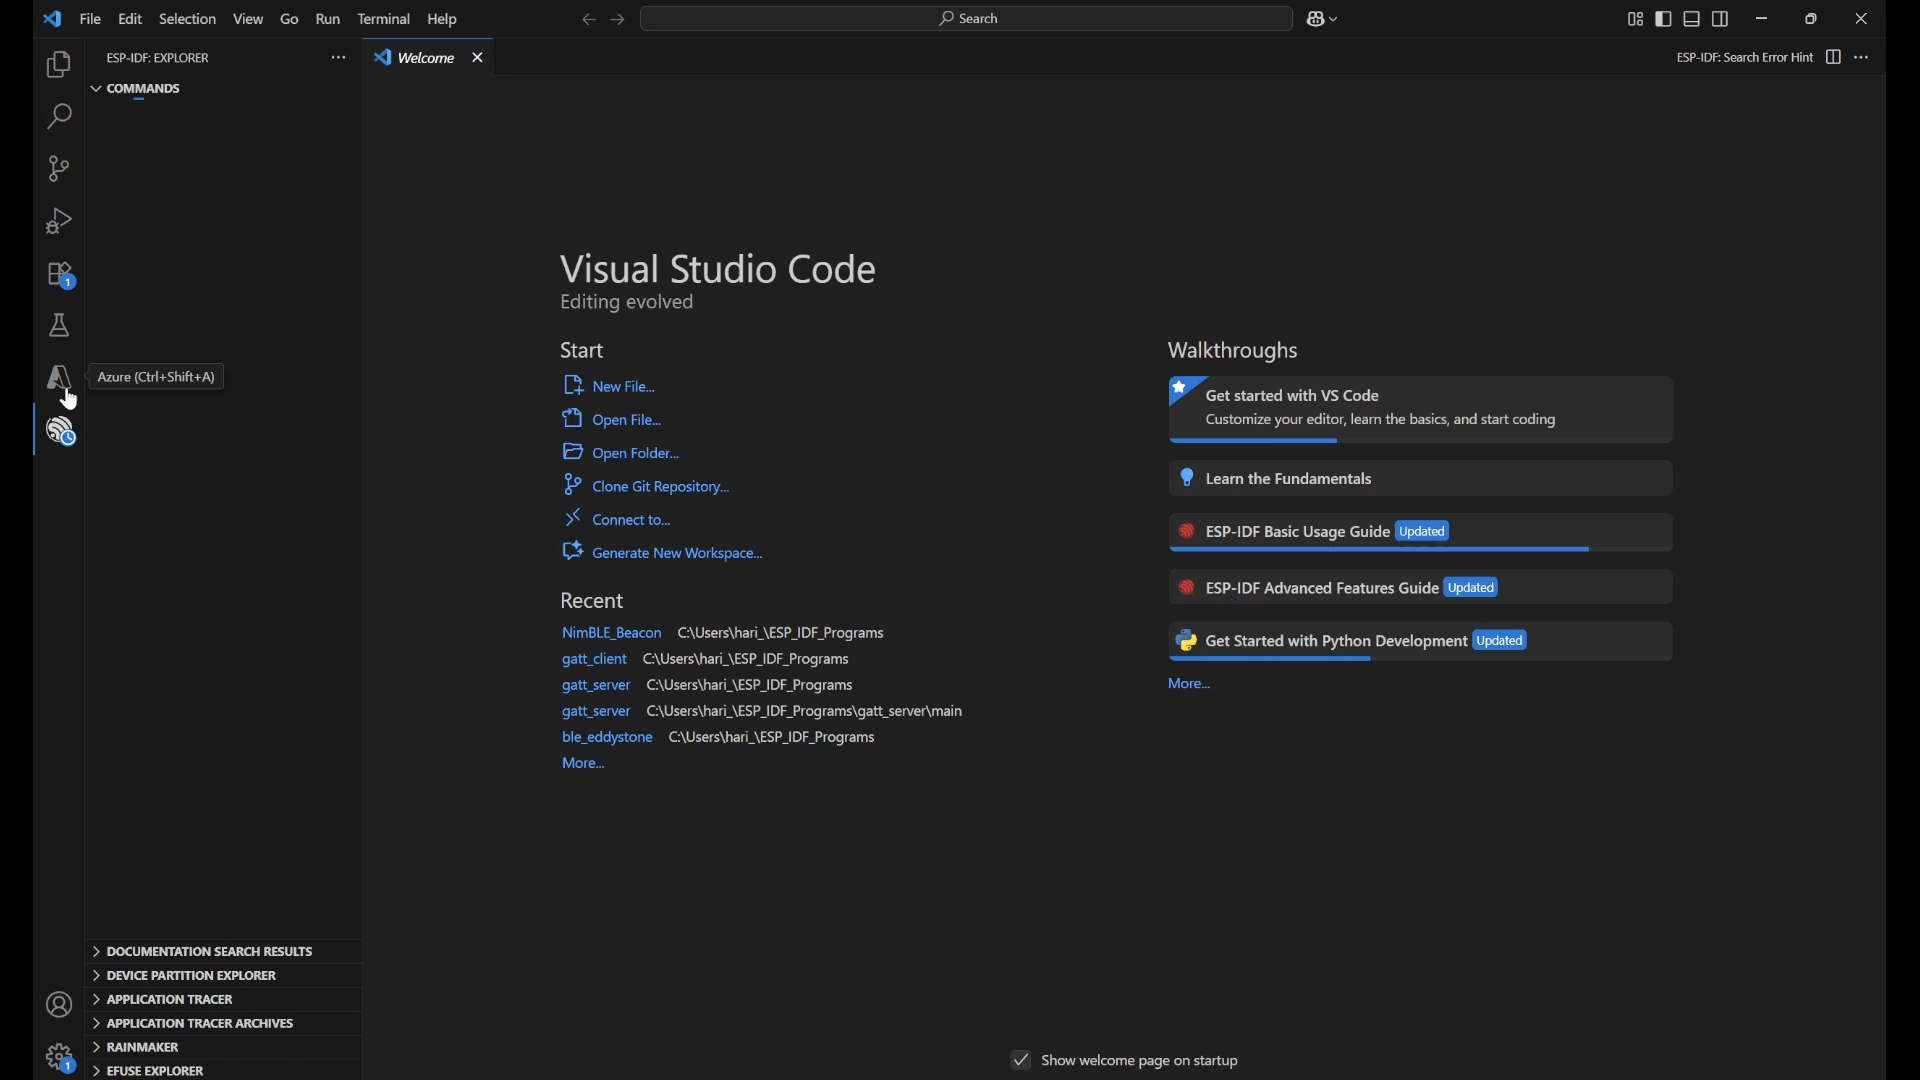 File Edit Selection View Go Run Terminal Help
Search
ESP-IDF: EXPLORER
Welcome
ESP-IDF: Search Error Hint
COMMANDS
1
Azure (Ctrl+Shift+A)
Visual Studio Code
Editing evolved
Start
New File...
Open File...
Open Folder...
Clone Git Repository...
Connect to...
Generate New Workspace...
Recent
NimBLE_Beacon C:\Users\hari_\ESP_IDF_Programs
gatt_client C:\Users\hari_\ESP_IDF_Programs
gatt_server C:\Users\hari_\ESP_IDF_Programs
gatt_server C:\Users\hari_\ESP_IDF_Programs\gatt_server\main
ble_eddystone C:\Users\hari_\ESP_IDF_Programs
More...
Walkthroughs
Get started with VS Code
Customize your editor, learn the basics, and start coding
Learn the Fundamentals
ESP-IDF Basic Usage Guide Updated
ESP-IDF Advanced Features Guide Updated
Get Started with Python Development Updated
More...
DOCUMENTATION SEARCH RESULTS
DEVICE PARTITION EXPLORER
APPLICATION TRACER
APPLICATION TRACER ARCHIVES
RAINMAKER
EFUSE EXPLORER
1
Show welcome page on startup